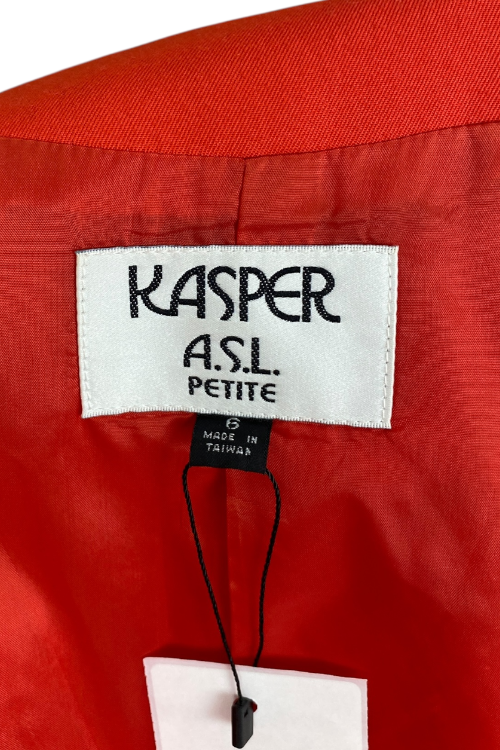 KASPER
A.S.L.
PETITE
6
MADE IN
TAIWAN